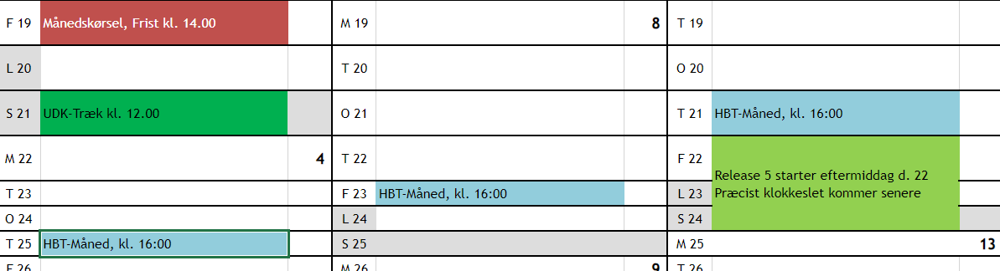 F 19 Månedskørsel, Frist kl. 14.00 M 19 8 T 19
L 20 T 20 O 20
S 21 UDK-Træk kl. 12.00 O 21 T 21 HBT-Måned, kl. 16:00
M 22 4 T 22 F 22
Release 5 starter eftermiddag d. 22
T 23 F 23 HBT-Måned, kl. 16:00 L 23 Præcist klokkeslet kommer senere
O 24 L 24 S 24
T 25 HBT-Måned, kl. 16:00 S 25 M 25 13
F 26 M 26 9 T 26